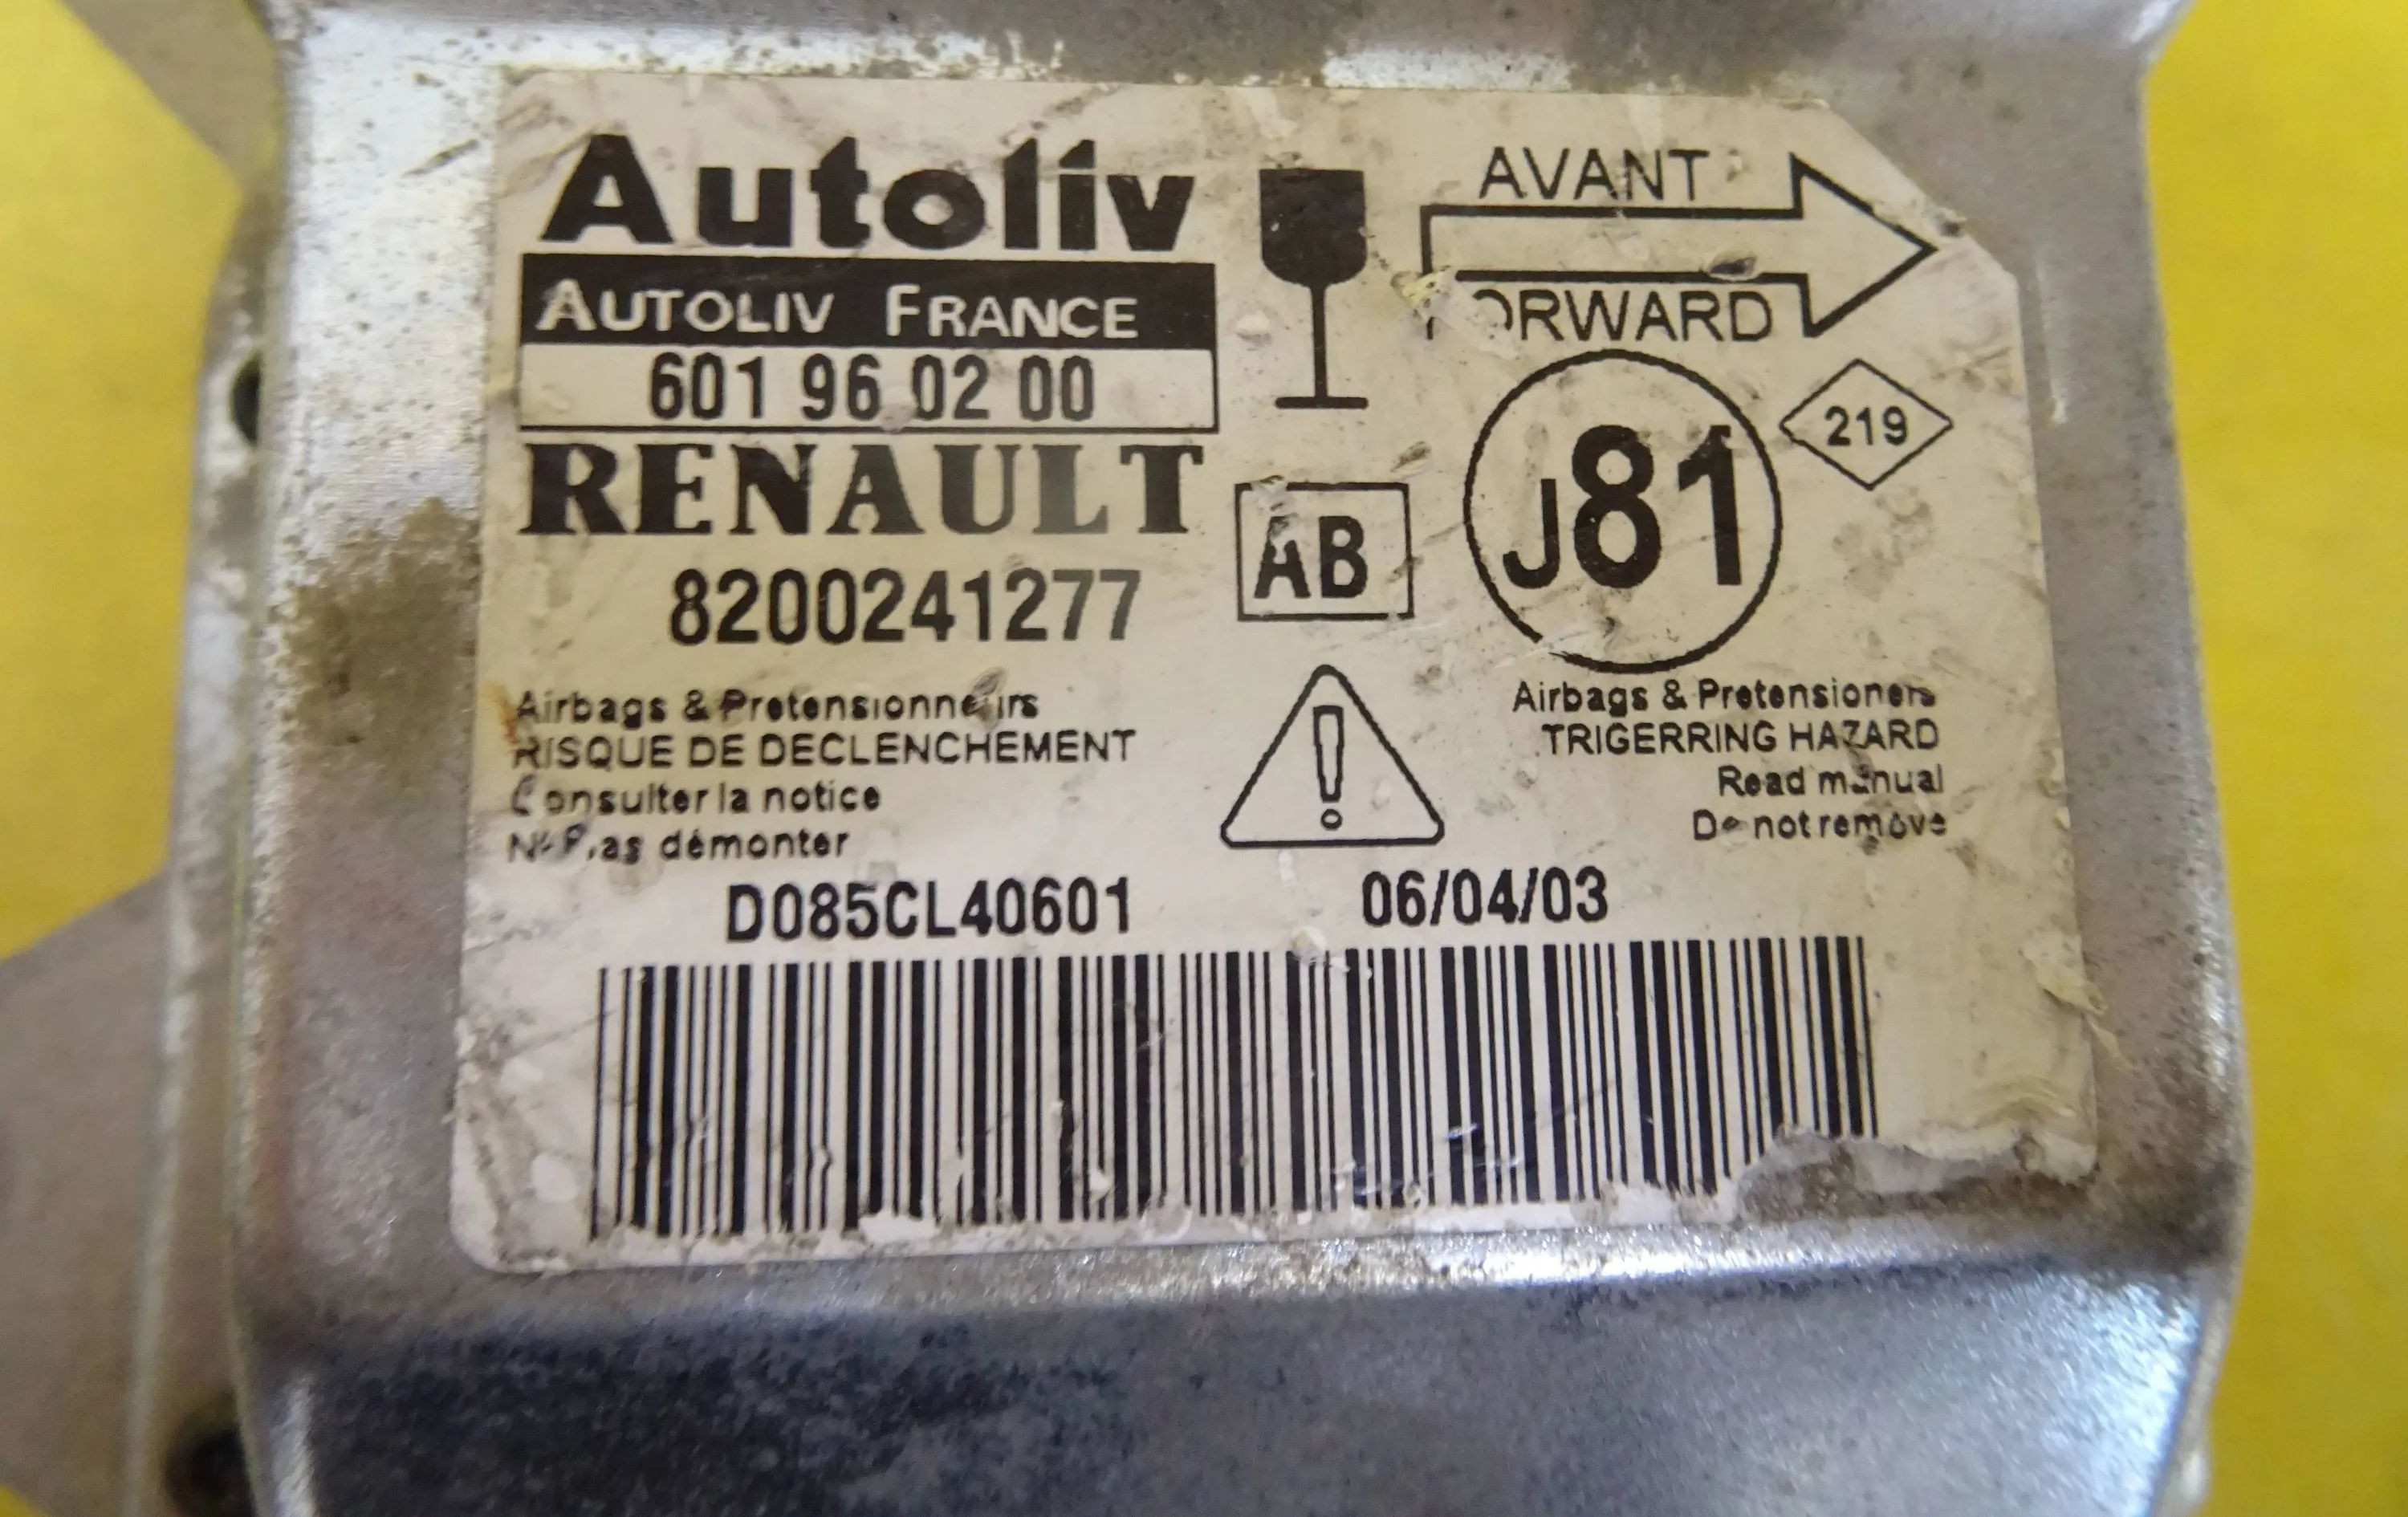 Autoliv
AUTOLIV FRANCE
601 96 02 00
RENAULT
8200241277
AVANT
FORWARD
219
J81
AB
Airbags & Pretensionneurs
RISQUE DE DECLENCHEMENT
Consulter la notice
Ne Pas démonter
Airbags & Pretensioners
TRIGERRING HAZARD
Read manual
Do not remove
D085CL40601 06/04/03